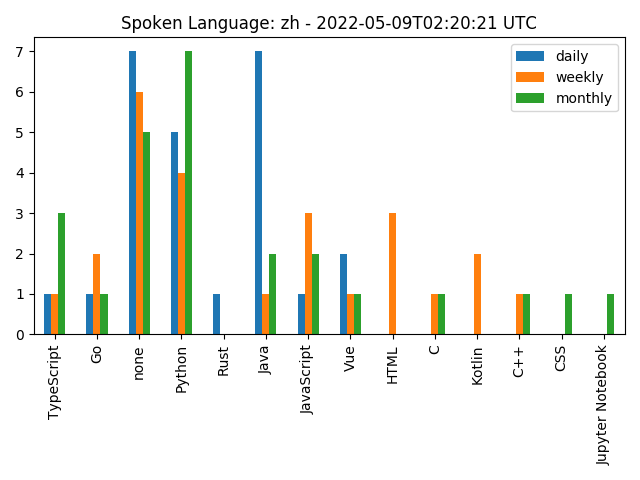 Spoken Language: zh - 2022-05-09T02:20:21 UTC
daily
weekly
monthly
7
6
5
4
3
2
1
0
TypeScript
Go
none
Python
Rust
Java
JavaScript
Vue
HTML
C
Kotlin
C++
CSS
Jupyter Notebook